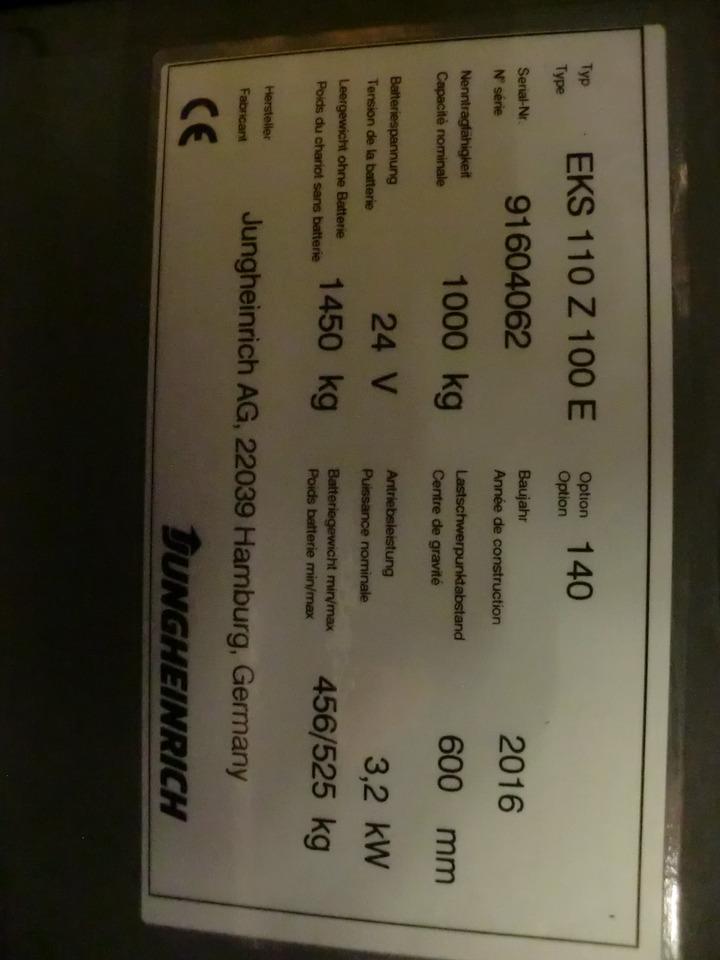 Typ EKS 110 Z 100 E Option 140
Type Option
Serial-Nr. 91604062 Baujahr 2016
N° série Année de construction
Nenntragfähigkeit 1000 kg Lastschwerpunktabstand 600 mm
Capacité nominale Centre de gravité
Batteriespannung 24 V Antriebsleistung 3,2 kW
Tension de la batterie Puissance nominale
Leergewicht ohne Batterie 1450 kg Batteriegewicht min/max 456/525 kg
Poids du chariot sans batterie Poids batterie min/max
Hersteller Jungheinrich AG, 22039 Hamburg, Germany
Fabricant
CE JUNGHEINRICH